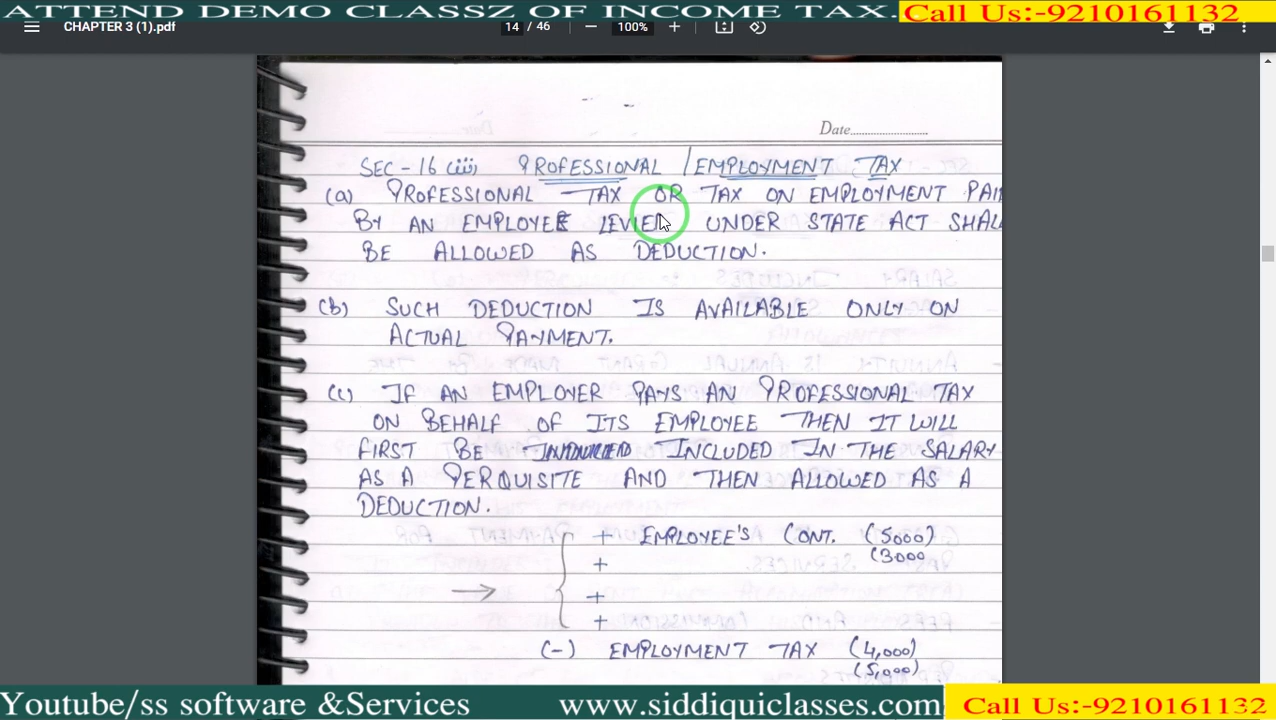 ATTEND DEMO CLASS2 OF INCOME TAX. Call Us:-9210161132
CHAPTER 3 (1).pdf 14 / 46 100%
Date
SEC-16 (iii) PROFESSIONAL / EMPLOYMENT TAX
(a) PROFESSIONAL TAX OR TAX ON EMPLOYMENT PAI
BY AN EMPLOYEE LEVIED UNDER STATE ACT SHAL
BE ALLOWED AS DEDUCTION.
(b) SUCH DEDUCTION IS AVAILABLE ONLY ON
ACTUAL PAYMENT.
(c) IF AN EMPLOYER PAYS AN PROFESSIONAL TAX
ON BEHALF OF ITS EMPLOYEE THEN IT WILL
FIRST BE INCLUDED IN THE SALARY
AS A PERQUISITE AND THEN ALLOWED AS A
DEDUCTION.
+ EMPLOYEE'S CONT. (5000)
+ (3000
+
+
(-) EMPLOYMENT TAX (4,000)
(5,000)
Youtube/ss software &Services www.siddiquiclasses.com Call Us:-9210161132